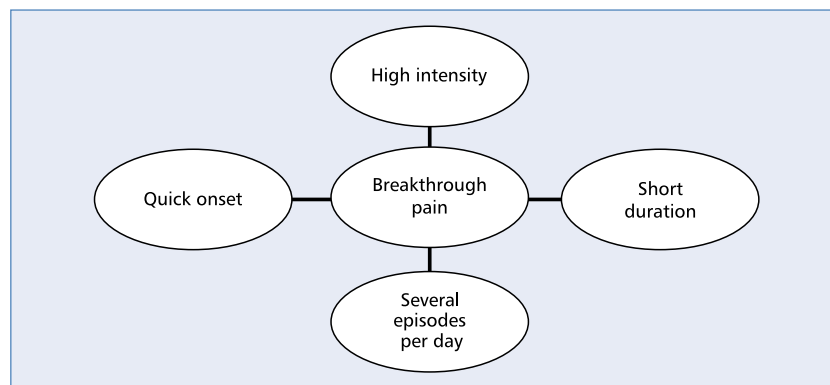 High intensity
Quick onset
Breakthrough
pain
Short
duration
Several
episodes
per day